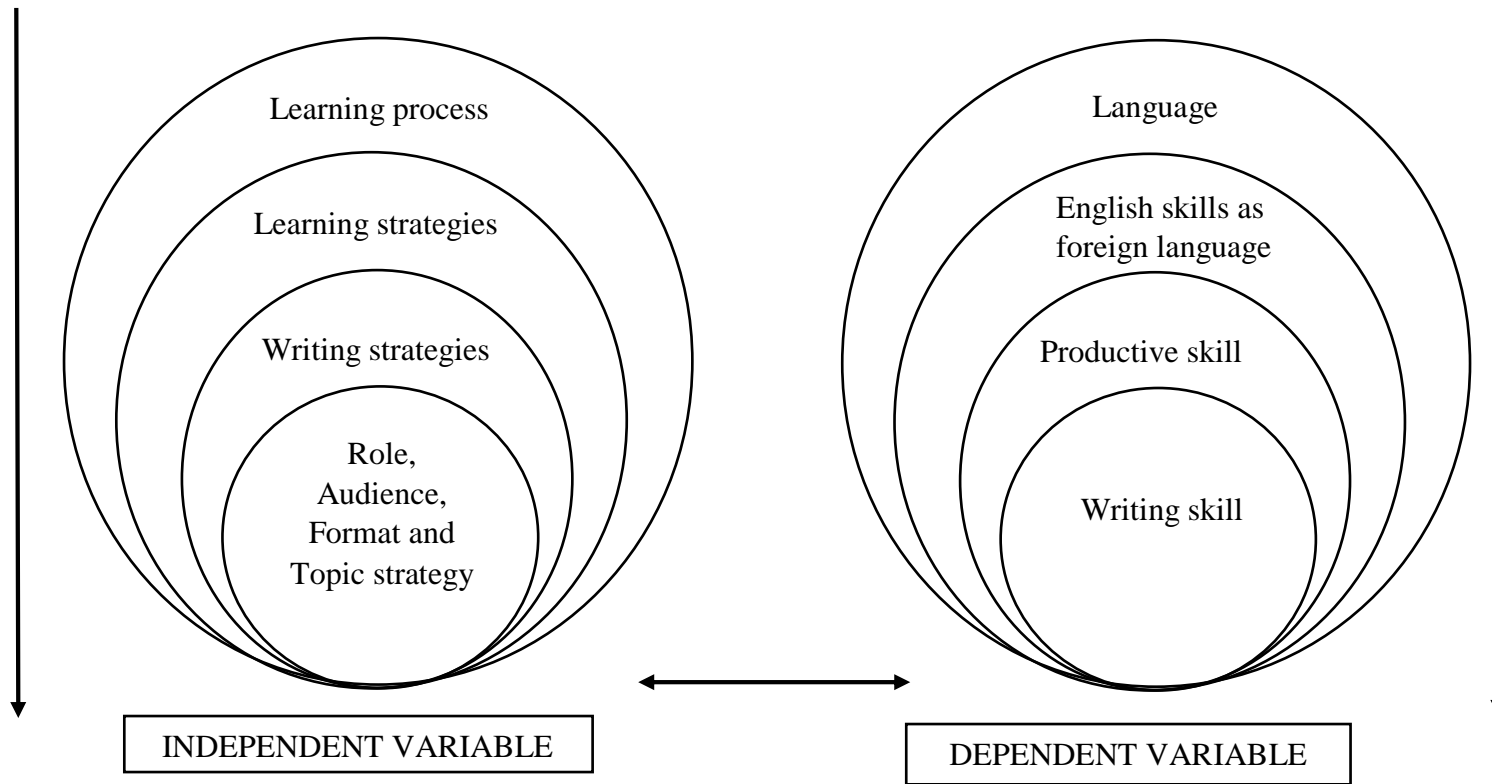 Learning process
Learning strategies
Writing strategies
Role,
Audience,
Format and
Topic strategy
INDEPENDENT VARIABLE
Language
English skills as
foreign language
Productive skill
Writing skill
DEPENDENT VARIABLE